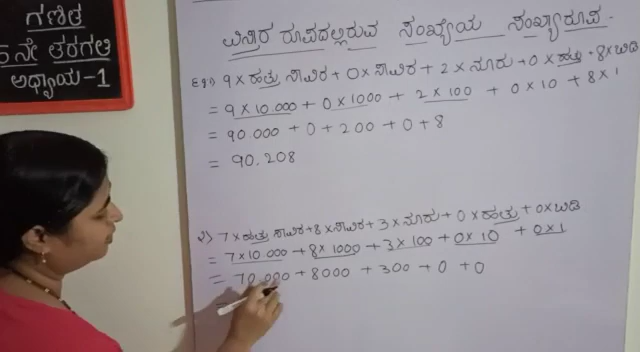 ಗಣಿತ
5ನೇ ತರಗತಿ
ಅಧ್ಯಾಯ-1
ವಿಸ್ತಾರ ರೂಪದಲ್ಲಿರುವ ಸಂಖ್ಯೆಯ ಸಂಖ್ಯಾರೂಪ.
Eg1) 9 × ಹತ್ತು ಸಾವಿರ + 0 × ಸಾವಿರ + 2 × ನೂರು + 0 × ಹತ್ತು + 8 × ಬಿಡಿ
= 9 × 10.000 + 0 × 1000 + 2 × 100 + 0 × 10 + 8 × 1
= 90.000 + 0 + 200 + 0 + 8
= 90.208
2) 7 × ಹತ್ತು ಸಾವಿರ + 8 × ಸಾವಿರ + 3 × ನೂರು + 0 × ಹತ್ತು + 0 × ಬಿಡಿ
= 7 × 10.000 + 8 × 1000 + 3 × 100 + 0 × 10 + 0 × 1
= 70.000 + 8000 + 300 + 0 + 0
=